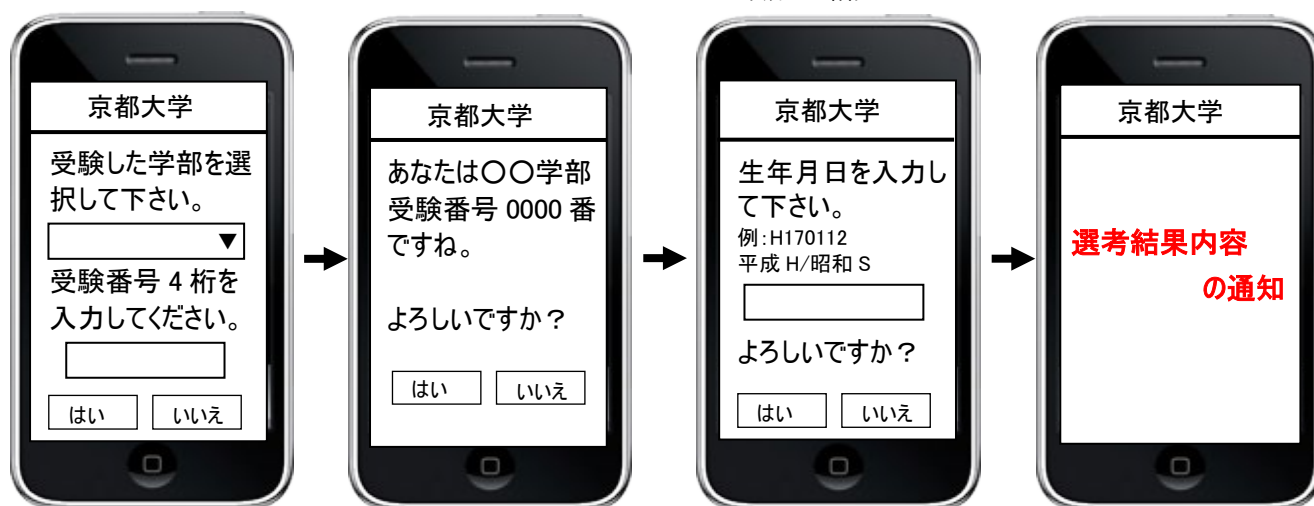 京都大学
受験した学部を選
択して下さい。
▼
受験番号 4 桁を
入力してください。
はい いいえ
京都大学
あなたは〇〇学部
受験番号 0000 番
ですね。
よろしいですか？
はい いいえ
京都大学
生年月日を入力し
て下さい。
例:H170112
平成 H/昭和 S
よろしいですか？
はい いいえ
京都大学
選考結果内容
の通知